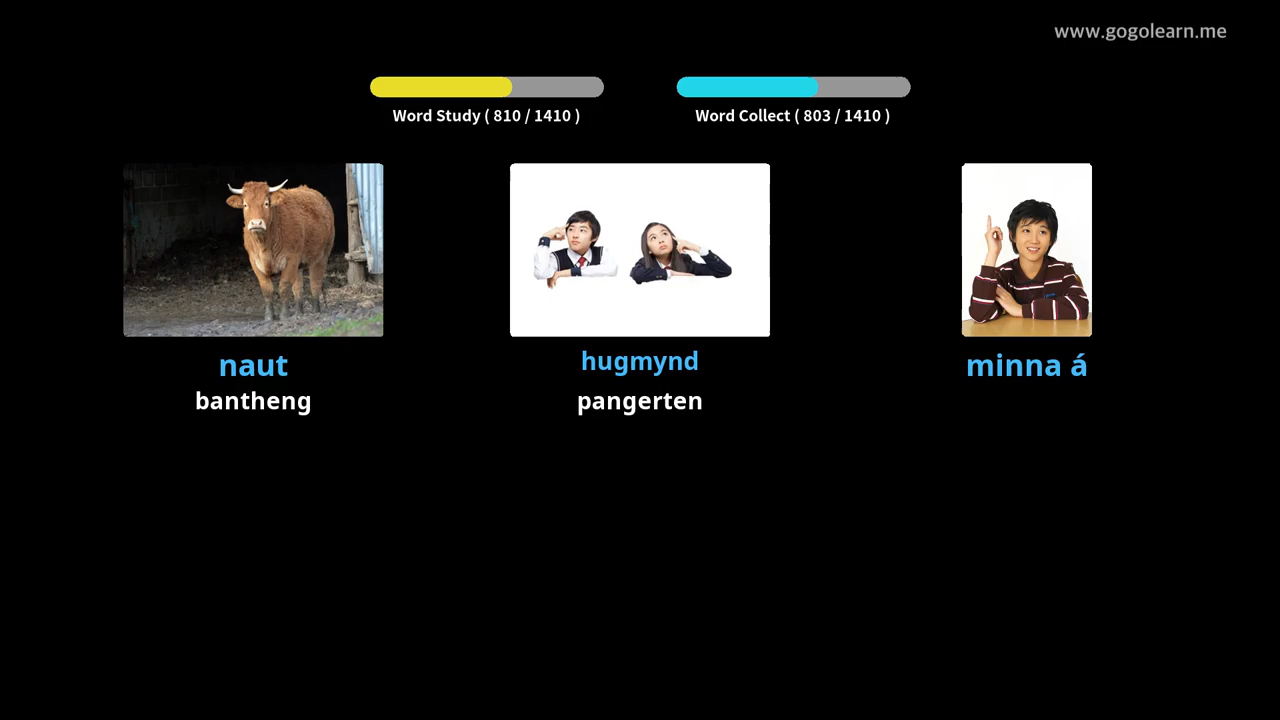 www.gogolearn.me
Word Study ( 810 / 1410 )
Word Collect ( 803 / 1410 )
naut
hugmynd
minna á
bantheng
pangerten